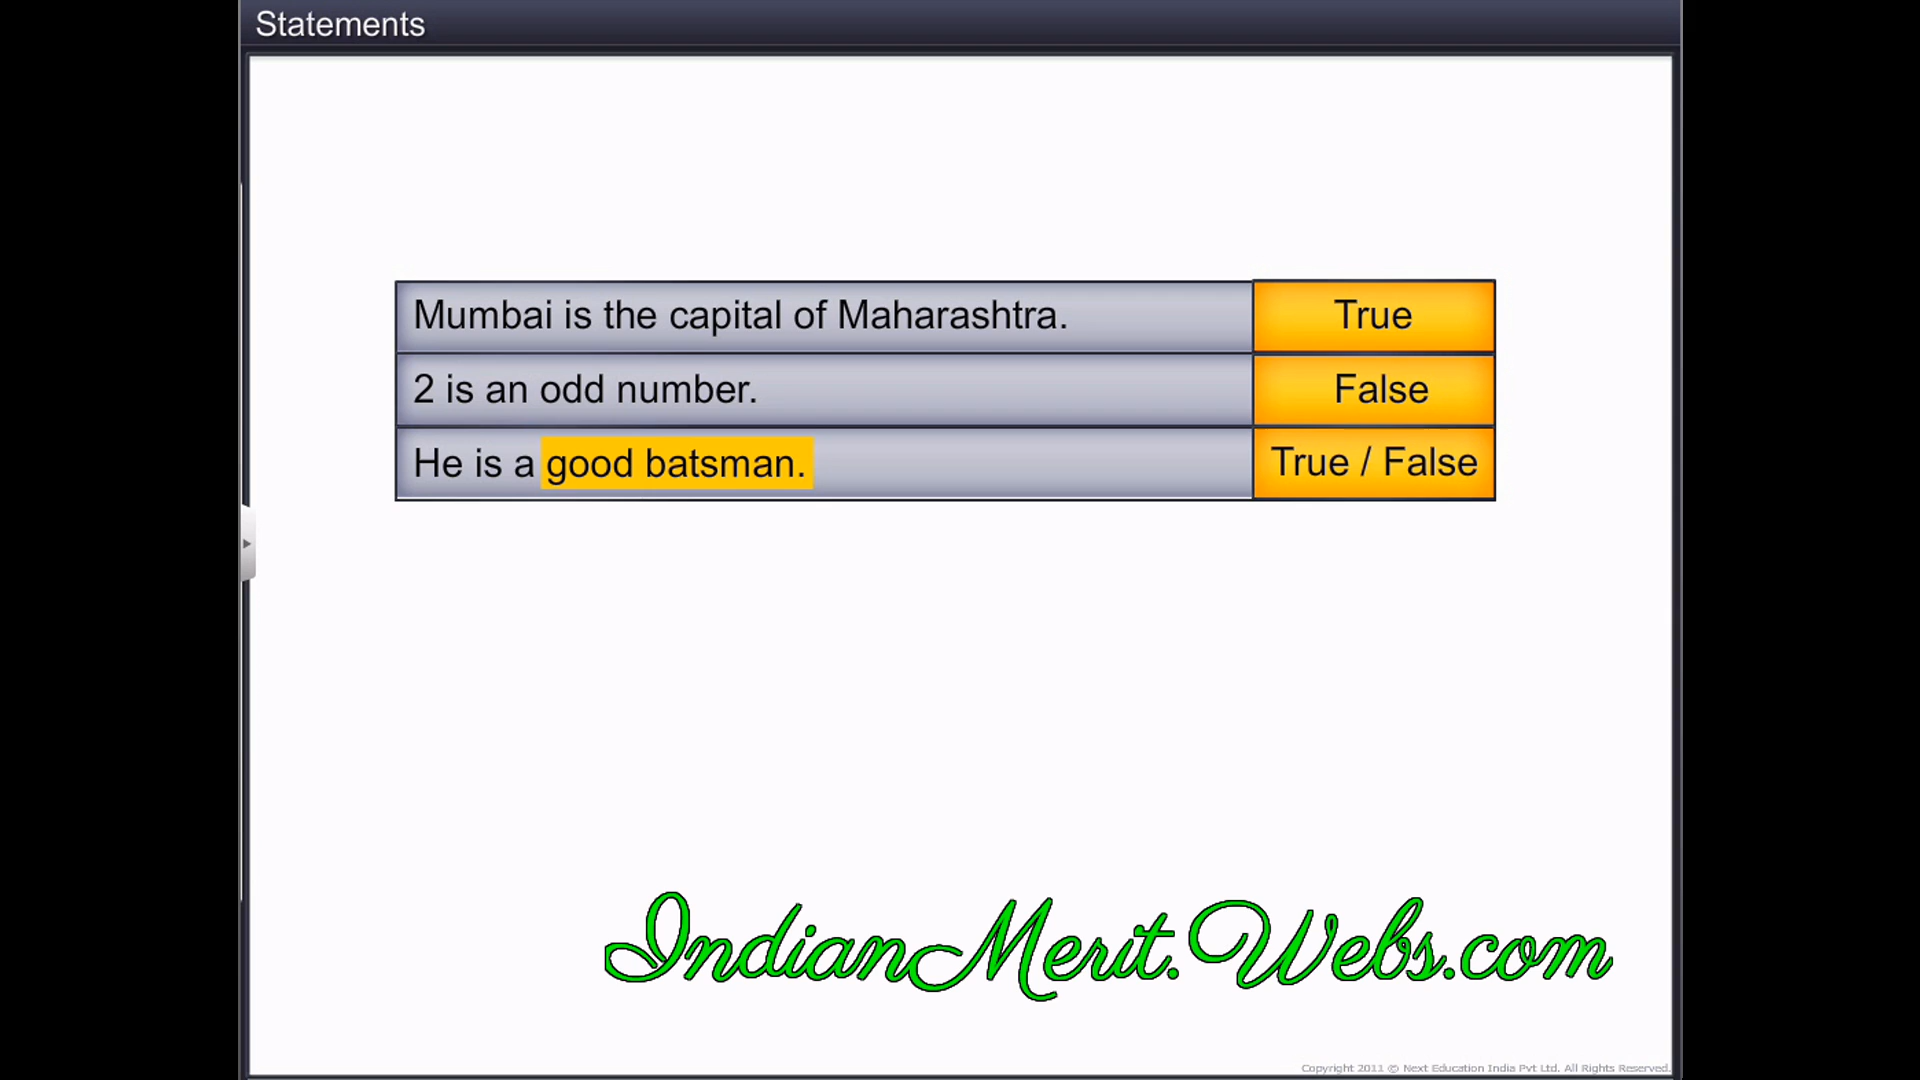 Statements
Mumbai is the capital of Maharashtra. True
2 is an odd number. False
He is a good batsman. True / False
IndianMerit.Webs.com
Copyright 2011 © Next Education India Pvt Ltd. All Rights Reserved.